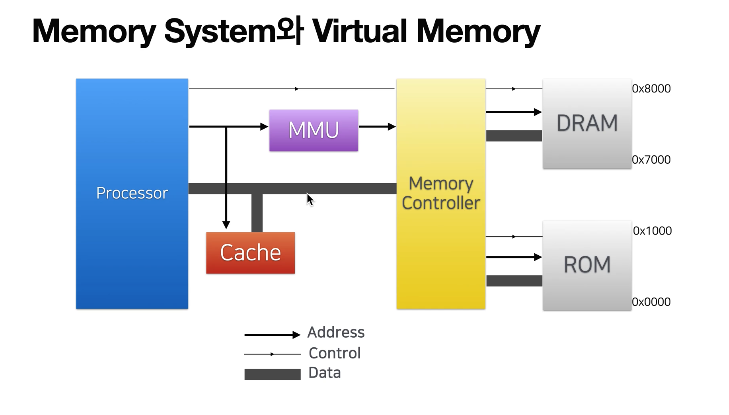 Memory System와 Virtual Memory
0x8000
MMU
DRAM
0x7000
Processor
Memory
Controller
0x1000
Cache
ROM
0x0000
Address
Control
Data